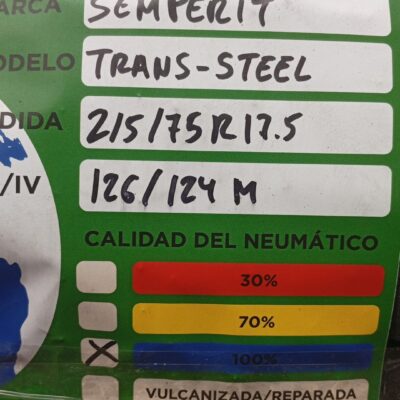 ARCA SEMPERIT
ODELO TRANS-STEEL
DIDA 215/75R17.5
/IV 126/124 M
CALIDAD DEL NEUMÁTICO
30%
70%
100%
VULCANIZADA/REPARADA